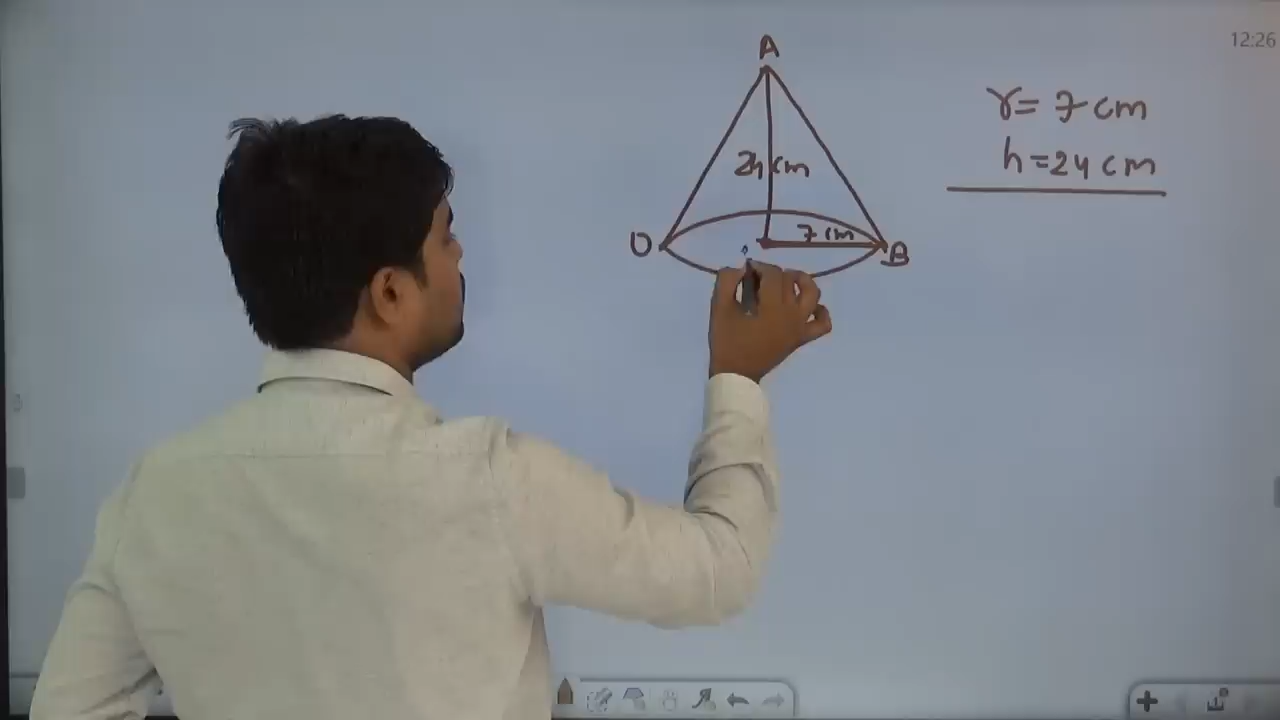 12:26
A
r = 7 cm
h = 24 cm
24 cm
7 cm
O
B